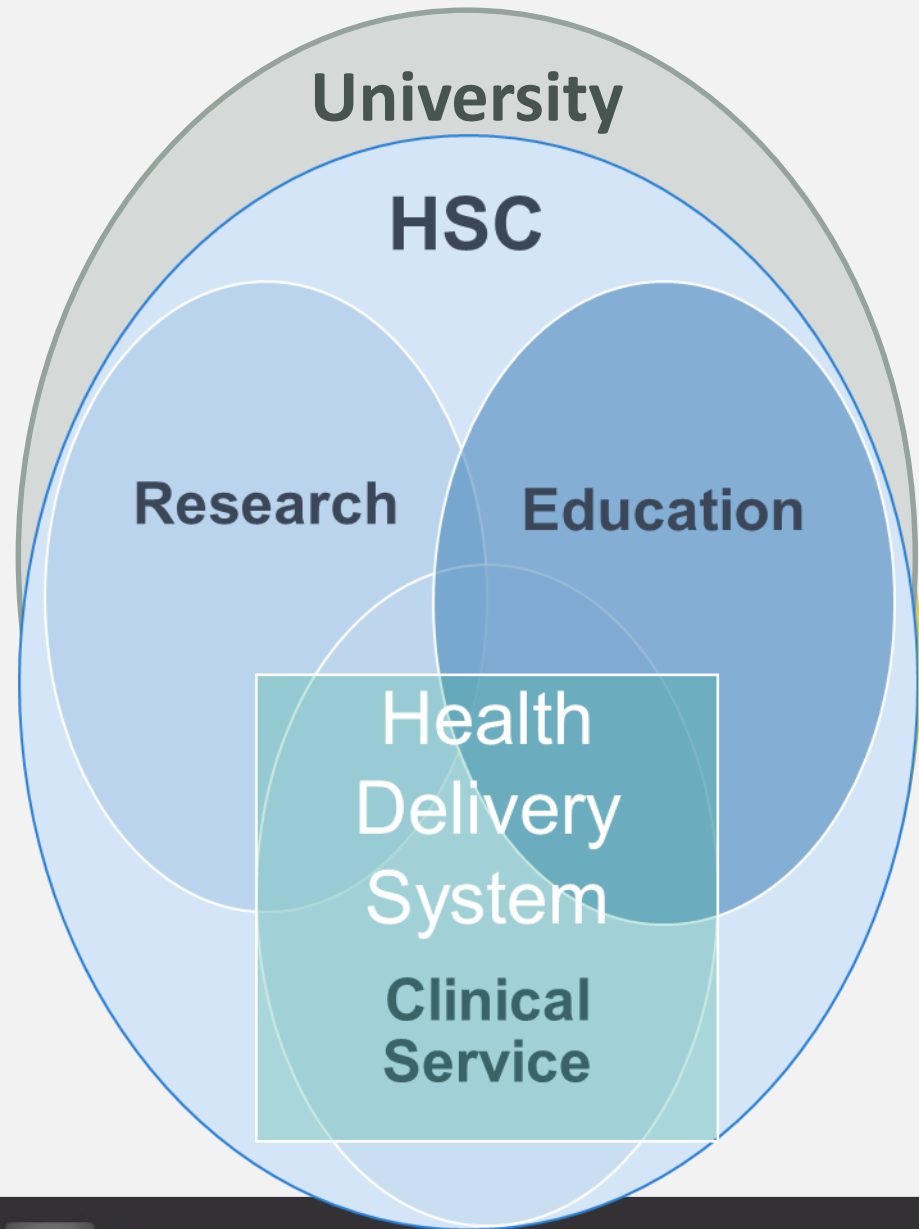 University
HSC
Research
Education
Health
Delivery
System
Clinical
Service